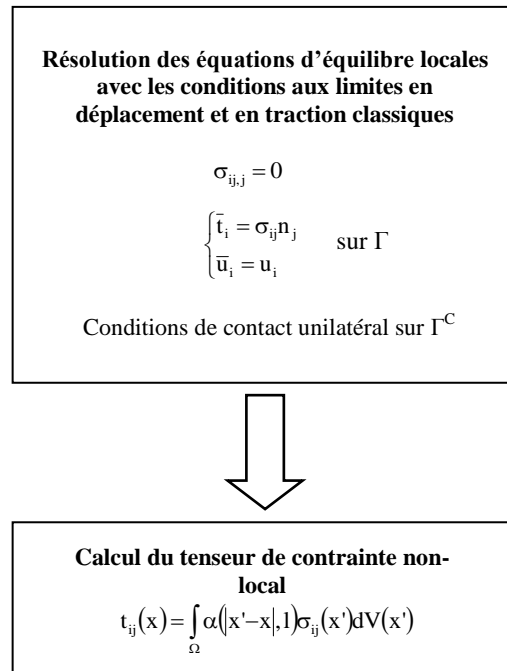 Résolution des équations d’équilibre locales
avec les conditions aux limites en
déplacement et en traction classiques
σij,j = 0
t̅i = σijnj
sur Γ
u̅i = ui
Conditions de contact unilatéral sur ΓC
Calcul du tenseur de contrainte non-
local
tij(x) = ∫Ω α(|x'−x|,l)σij(x')dV(x')